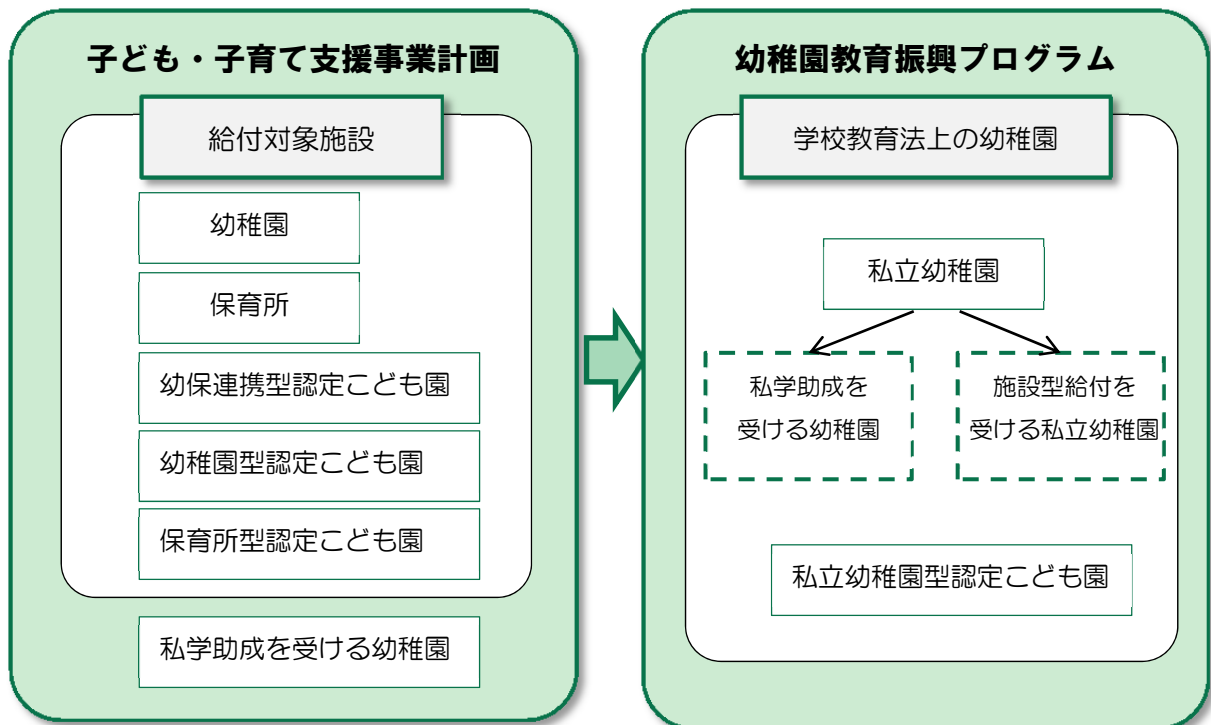 子ども・子育て支援事業計画
給付対象施設
幼稚園
保育所
幼保連携型認定こども園
幼稚園型認定こども園
保育所型認定こども園
私学助成を受ける幼稚園
幼稚園教育振興プログラム
学校教育法上の幼稚園
私立幼稚園
私学助成を
受ける幼稚園
施設型給付を
受ける私立幼稚園
私立幼稚園型認定こども園